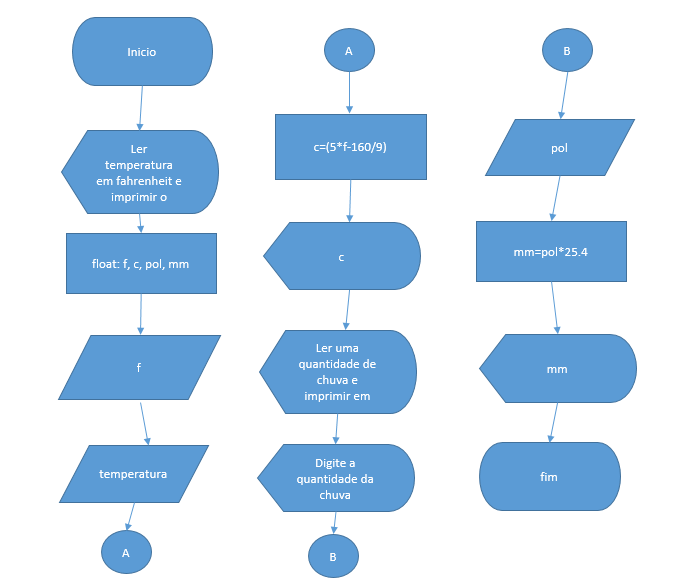 Inicio
Ler
temperatura
em fahrenheit e
imprimir o
float: f, c, pol, mm
f
temperatura
A
A
c=(5*f-160/9)
c
Ler uma
quantidade de
chuva e
imprimir em
Digite a
quantidade da
chuva
B
B
pol
mm=pol*25.4
mm
fim